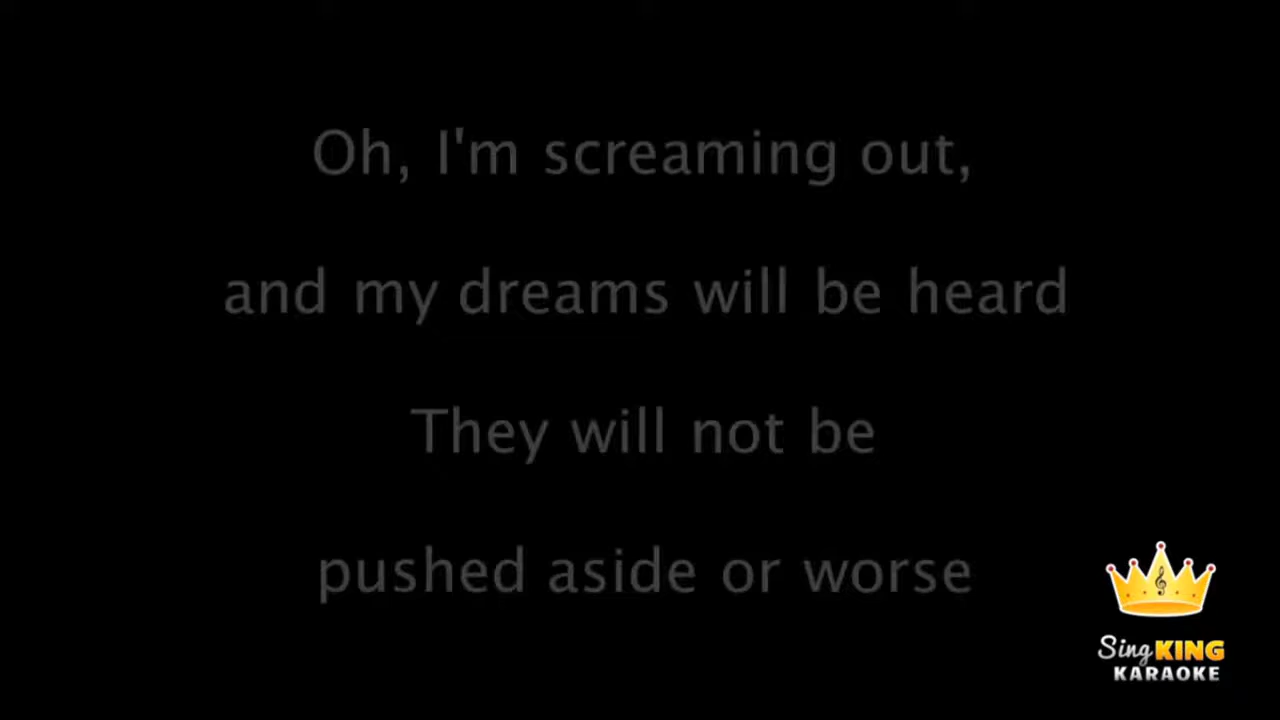 Oh, I'm screaming out,
and my dreams will be heard
They will not be
pushed aside or worse
Sing KING
KARAOKE